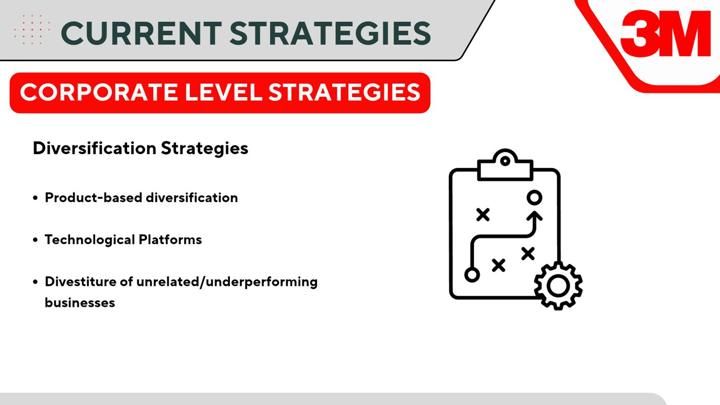 CURRENT STRATEGIES
3M
CORPORATE LEVEL STRATEGIES
Diversification Strategies
• Product-based diversification
• Technological Platforms
• Divestiture of unrelated/underperforming
businesses